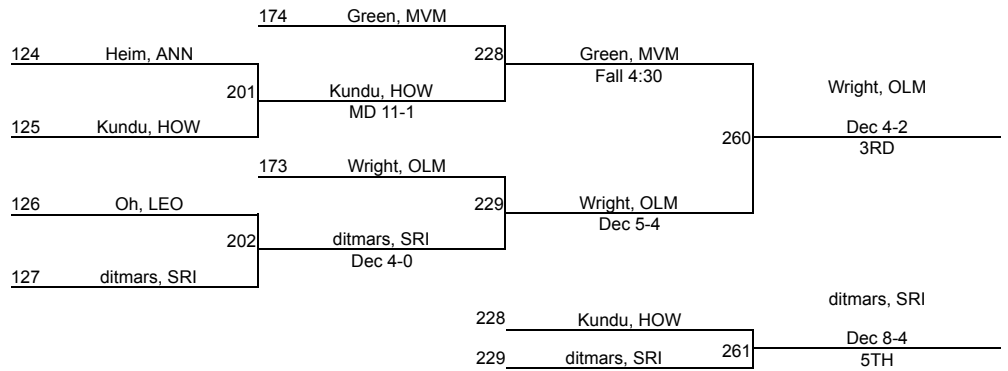 174 Green, MVM
124 Heim, ANN
228 Green, MVM
Fall 4:30
201 Kundu, HOW
MD 11-1
Wright, OLM
125 Kundu, HOW
260 Dec 4-2
3RD
173 Wright, OLM
126 Oh, LEO
229 Wright, OLM
Dec 5-4
202 ditmars, SRI
Dec 4-0
127 ditmars, SRI
ditmars, SRI
228 Kundu, HOW
Dec 8-4
229 ditmars, SRI 261
5TH